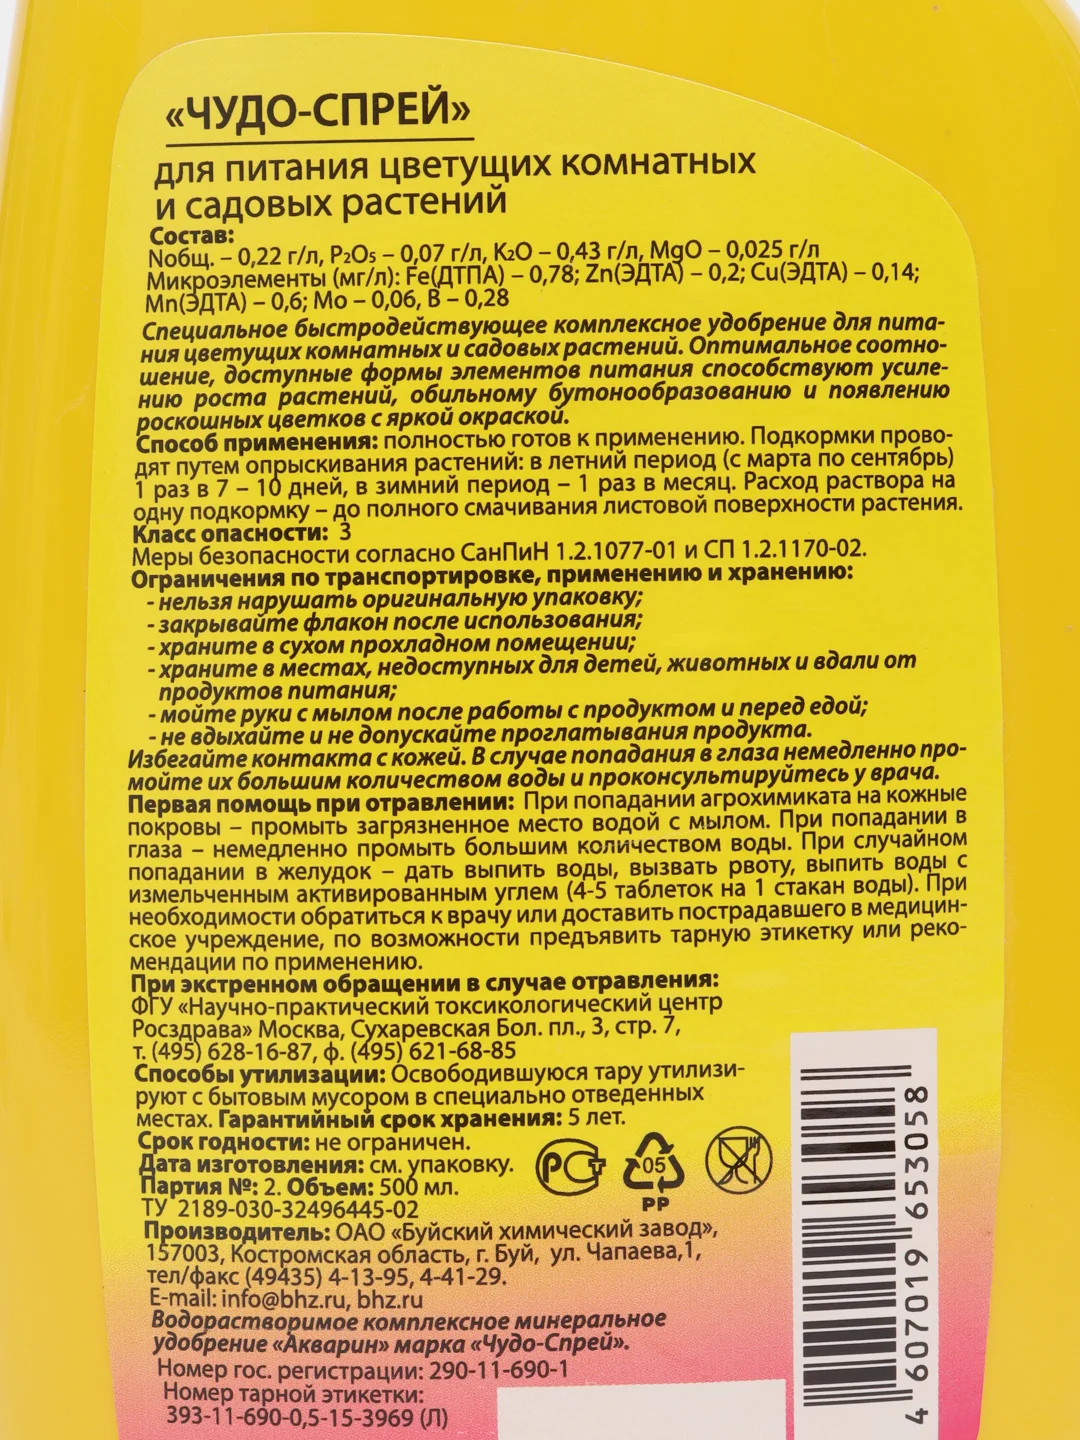 «ЧУДО-СПРЕЙ»
для питания цветущих комнатных
и садовых растений
Состав:
Nобщ. – 0,22 г/л, P₂O₅ – 0,07 г/л, K₂O – 0,43 г/л, MgO – 0,025 г/л
Микроэлементы (мг/л): Fe(ДТПА) – 0,78; Zn(ЭДТА) – 0,2; Cu(ЭДТА) – 0,14;
Mn(ЭДТА) – 0,6; Mo – 0,06, B – 0,28
Специальное быстродействующее комплексное удобрение для пита-
ния цветущих комнатных и садовых растений. Оптимальное соотно-
шение, доступные формы элементов питания способствуют усиле-
нию роста растений, обильному бутонообразованию и появлению
роскошных цветков с яркой окраской.
Способ применения: полностью готов к применению. Подкормки прово-
дят путем опрыскивания растений: в летний период (с марта по сентябрь)
1 раз в 7 – 10 дней, в зимний период – 1 раз в месяц. Расход раствора на
одну подкормку – до полного смачивания листовой поверхности растения.
Класс опасности: 3
Меры безопасности согласно СанПиН 1.2.1077-01 и СП 1.2.1170-02.
Ограничения по транспортировке, применению и хранению:
- нельзя нарушать оригинальную упаковку;
- закрывайте флакон после использования;
- храните в сухом прохладном помещении;
- храните в местах, недоступных для детей, животных и вдали от
продуктов питания;
- мойте руки с мылом после работы с продуктом и перед едой;
- не вдыхайте и не допускайте проглатывания продукта.
Избегайте контакта с кожей. В случае попадания в глаза немедленно про-
мойте их большим количеством воды и проконсультируйтесь у врача.
Первая помощь при отравлении: При попадании агрохимиката на кожные
покровы – промыть загрязненное место водой с мылом. При попадании в
глаза – немедленно промыть большим количеством воды. При случайном
попадании в желудок – дать выпить воды, вызвать рвоту, выпить воды с
измельченным активированным углем (4-5 таблеток на 1 стакан воды). При
необходимости обратиться к врачу или доставить пострадавшего в медицин-
ское учреждение, по возможности предъявить тарную этикетку или реко-
мендации по применению.
При экстренном обращении в случае отравления:
ФГУ «Научно-практический токсикологический центр
Росздрава» Москва, Сухаревская Бол. пл., 3, стр. 7,
т. (495) 628-16-87, ф. (495) 621-68-85
Способы утилизации: Освободившуюся тару утилизи-
руют с бытовым мусором в специально отведенных
местах. Гарантийный срок хранения: 5 лет.
Срок годности: не ограничен.
Дата изготовления: см. упаковку.
Партия №: 2. Объем: 500 мл.
ТУ 2189-030-32496445-02
РСТ
05
PP
Производитель: ОАО «Буйский химический завод»,
157003, Костромская область, г. Буй, ул. Чапаева,1,
тел/факс (49435) 4-13-95, 4-41-29.
E-mail: info@bhz.ru, bhz.ru
Водорастворимое комплексное минеральное
удобрение «Акварин» марка «Чудо-Спрей».
Номер гос. регистрации: 290-11-690-1
Номер тарной этикетки:
393-11-690-0,5-15-3969 (Л)
4 607019 653058